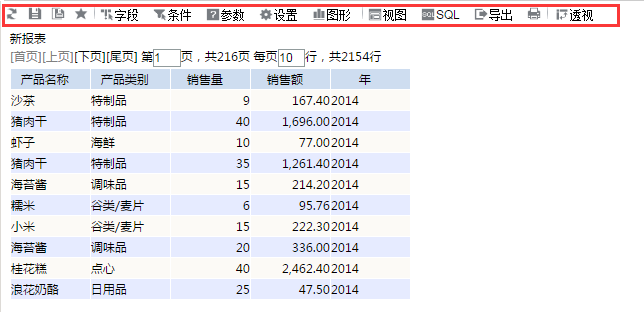 字段 条件 参数 设置 图形 视图 SQL SQL 导出 透视
新报表
[首页][上页][下页][尾页] 第1页，共216页 每页10行，共2154行
产品名称 产品类别 销售量 销售额 年
沙茶 特制品 9 167.40 2014
猪肉干 特制品 40 1,696.00 2014
虾子 海鲜 10 77.00 2014
猪肉干 特制品 35 1,261.40 2014
海苔酱 调味品 15 214.20 2014
糯米 谷类/麦片 6 95.76 2014
小米 谷类/麦片 15 222.30 2014
海苔酱 调味品 20 336.00 2014
桂花糕 点心 40 2,462.40 2014
浪花奶酪 日用品 25 47.50 2014